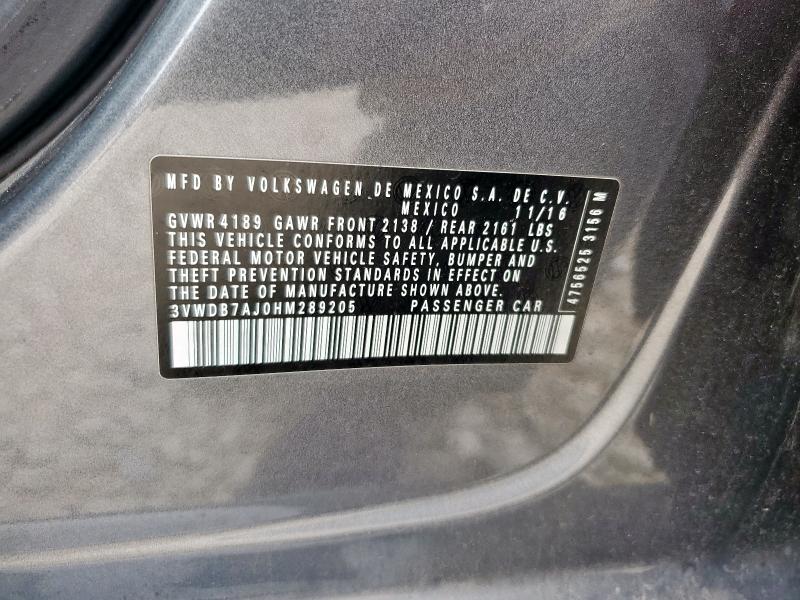 MFD BY VOLKSWAGEN DE MEXICO S.A. DE C.V.
MEXICO 11/16
GVWR 4189 GAWR FRONT 2138 / REAR 2161 LBS
THIS VEHICLE CONFORMS TO ALL APPLICABLE U.S.
FEDERAL MOTOR VEHICLE SAFETY, BUMPER AND
THEFT PREVENTION STANDARDS IN EFFECT ON
THE DATE OF MANUFACTURE SHOWN ABOVE.
3VWDB7AJ0HM289205 PASSENGER CAR
4756525 3156 M